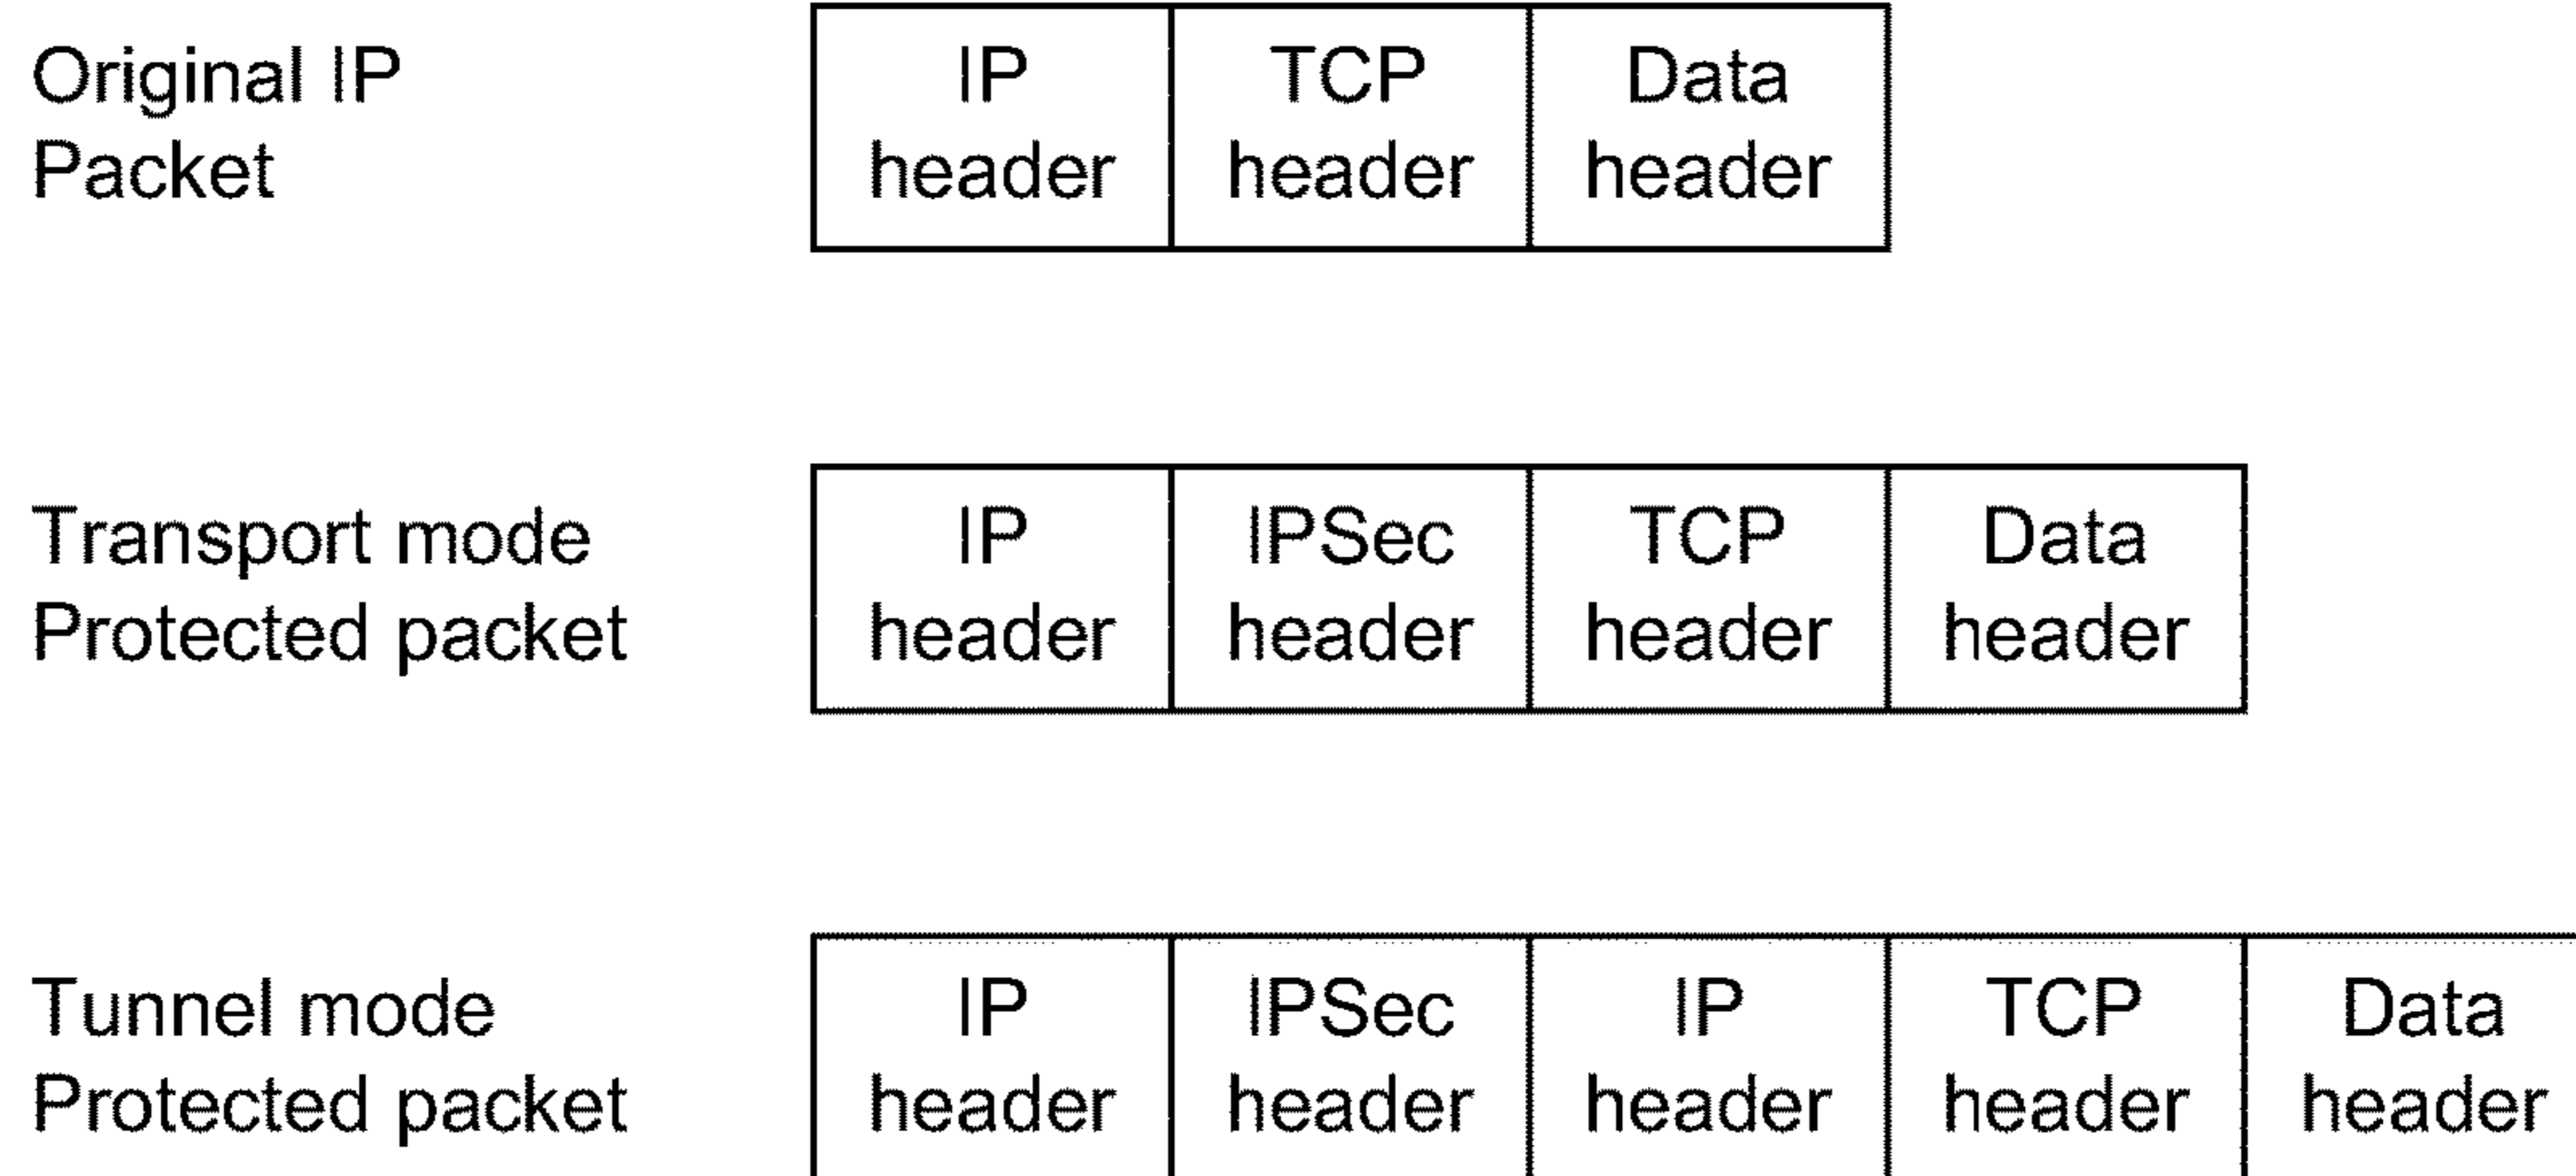 Original IP
Packet
IP
header
TCP
header
Data
header
Transport mode
Protected packet
IP
header
IPSec
header
TCP
header
Data
header
Tunnel mode
Protected packet
IP
header
IPSec
header
IP
header
TCP
header
Data
header